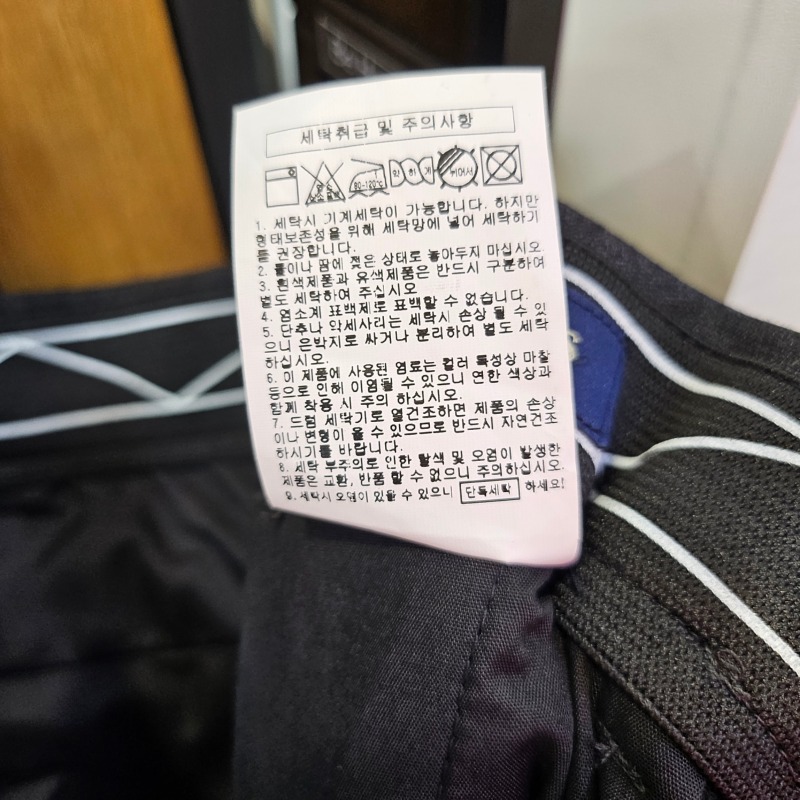 세탁취급 및 주의사항
80~120℃ 약 하 게 뉘어서
1. 세탁시 기계세탁이 가능합니다. 하지만
형태보존성을 위해 세탁망에 넣어 세탁하기
를 권장합니다.
2. 물이나 땀에 젖은 상태로 놓아두지 마십시오
3. 흰색제품과 유색제품은 반드시 구분하여
별도 세탁하여 주십시오
4. 염소계 표백제로 표백할 수 없습니다.
5. 단추나 악세사리는 세탁시 손상 될 수 있
으니 은박지로 싸거나 분리하여 별도 세탁
하십시오.
6. 이 제품에 사용된 염료는 컬러 특성상 마찰
등으로 인해 이염될 수 있으니 연한 색상과
함께 착용 시 주의 하십시오.
7. 드럼 세탁기로 열건조하면 제품의 손상
이나 변형이 올 수 있으므로 반드시 자연건조
하시기를 바랍니다.
8. 세탁 부주의로 인한 탈색 및 오염이 발생한
제품은 교환, 반품 할 수 없으니 주의하십시오.
9. 세탁시 오염이 있을 수 있으니 단독세탁 하세요!